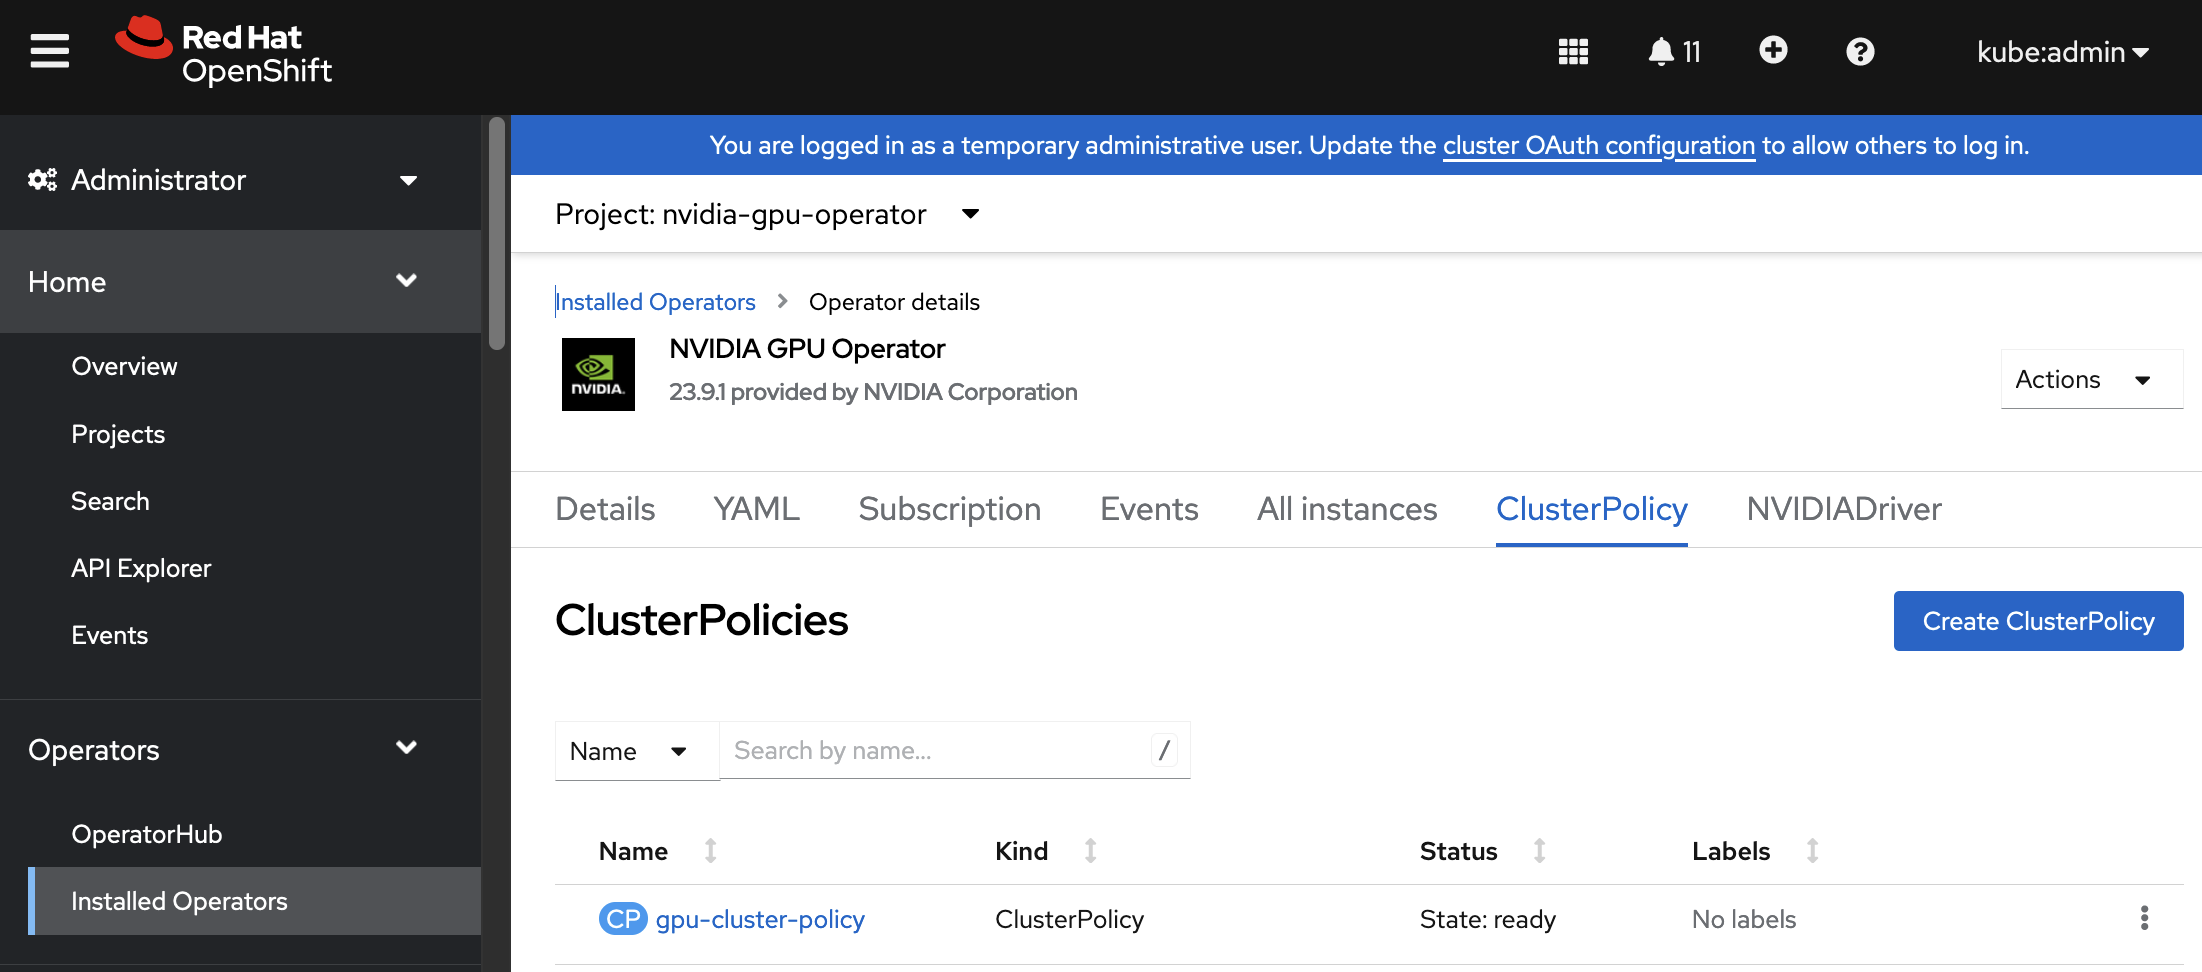 Red Hat
OpenShift
11
kube:admin
Administrator
Home
Overview
Projects
Search
API Explorer
Events
Operators
OperatorHub
Installed Operators
You are logged in as a temporary administrative user. Update the cluster OAuth configuration to allow others to log in.
Project: nvidia-gpu-operator
Installed Operators > Operator details
NVIDIA.
NVIDIA GPU Operator
23.9.1 provided by NVIDIA Corporation
Actions
Details YAML Subscription Events All instances ClusterPolicy NVIDIADriver
ClusterPolicies
Create ClusterPolicy
Name Search by name... /
Name Kind Status Labels
CP gpu-cluster-policy ClusterPolicy State: ready No labels